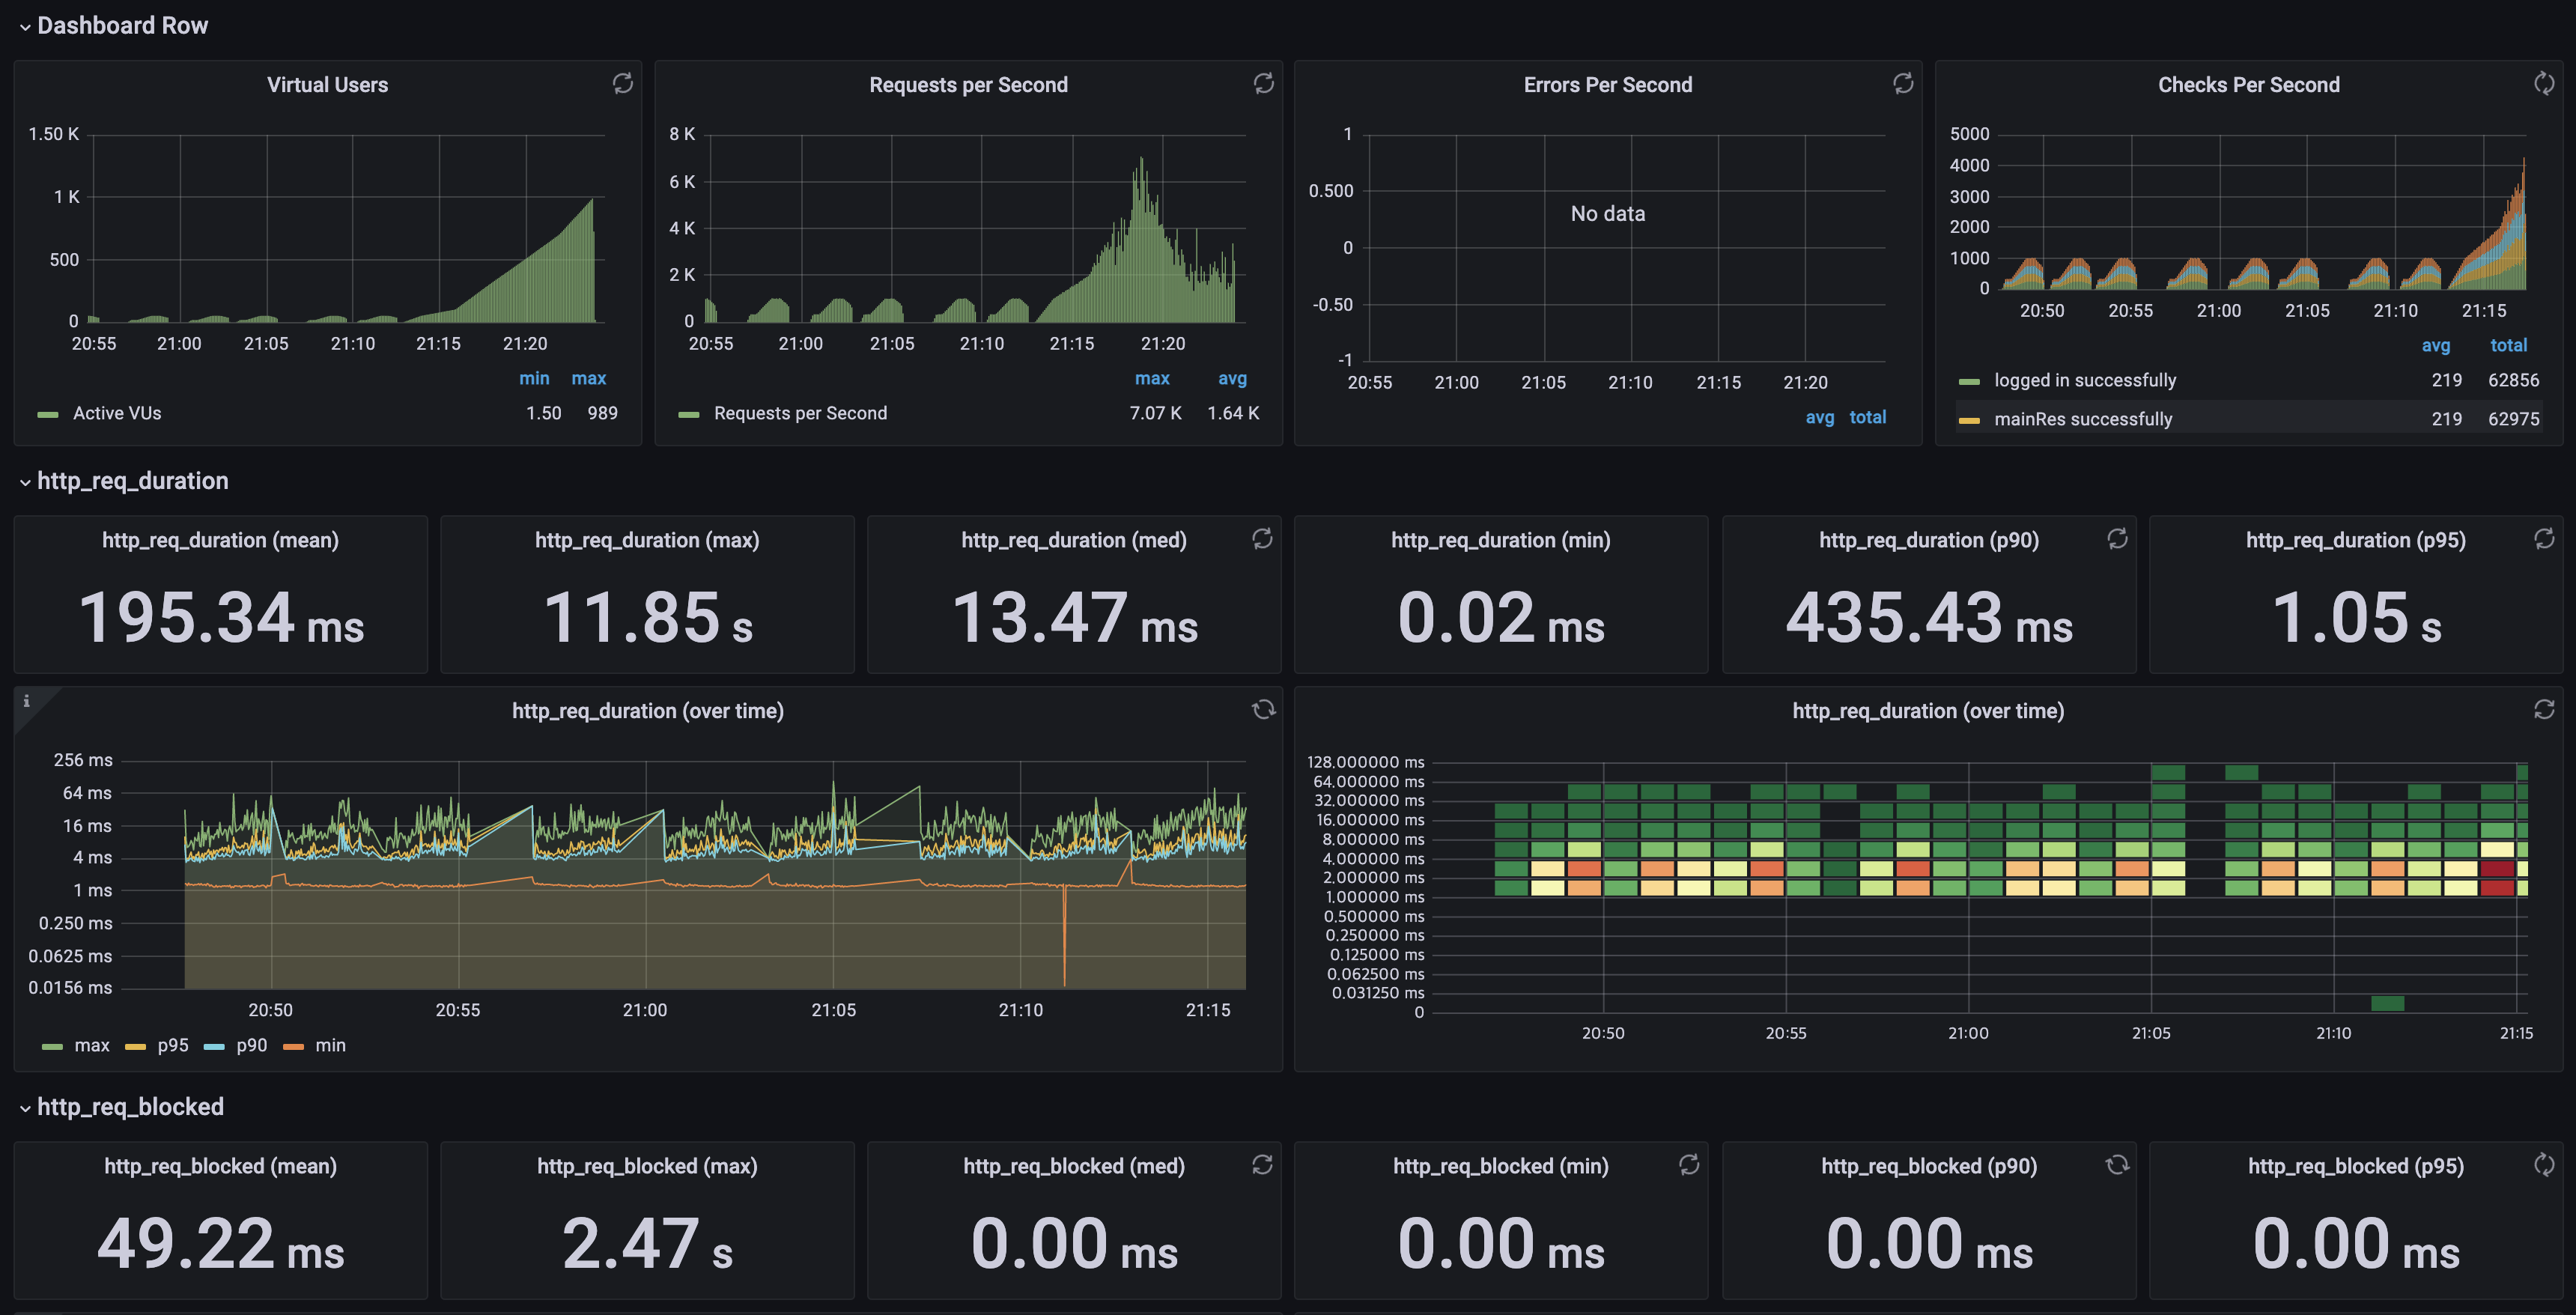 Dashboard Row
Virtual Users
1.50 K
1 K
500
0
20:55 21:00 21:05 21:10 21:15 21:20
min max
Active VUs 1.50 989
Requests per Second
8 K
6 K
4 K
2 K
0
20:55 21:00 21:05 21:10 21:15 21:20
max avg
Requests per Second 7.07 K 1.64 K
Errors Per Second
1
0.500
No data
0
-0.50
-1
20:55 21:00 21:05 21:10 21:15 21:20
avg total
Checks Per Second
5000
4000
3000
2000
1000
0
20:50 20:55 21:00 21:05 21:10 21:15
avg total
logged in successfully 219 62856
mainRes successfully 219 62975
http_req_duration
http_req_duration (mean)
195.34 ms
http_req_duration (max)
11.85 s
http_req_duration (med)
13.47 ms
http_req_duration (min)
0.02 ms
http_req_duration (p90)
435.43 ms
http_req_duration (p95)
1.05 s
i
http_req_duration (over time)
256 ms
64 ms
16 ms
4 ms
1 ms
0.250 ms
0.0625 ms
0.0156 ms
20:50 20:55 21:00 21:05 21:10 21:15
max p95 p90 min
http_req_duration (over time)
128.000000 ms
64.000000 ms
32.000000 ms
16.000000 ms
8.000000 ms
4.000000 ms
2.000000 ms
1.000000 ms
0.500000 ms
0.250000 ms
0.125000 ms
0.062500 ms
0.031250 ms
0
20:50 20:55 21:00 21:05 21:10 21:15
http_req_blocked
http_req_blocked (mean)
49.22 ms
http_req_blocked (max)
2.47 s
http_req_blocked (med)
0.00 ms
http_req_blocked (min)
0.00 ms
http_req_blocked (p90)
0.00 ms
http_req_blocked (p95)
0.00 ms